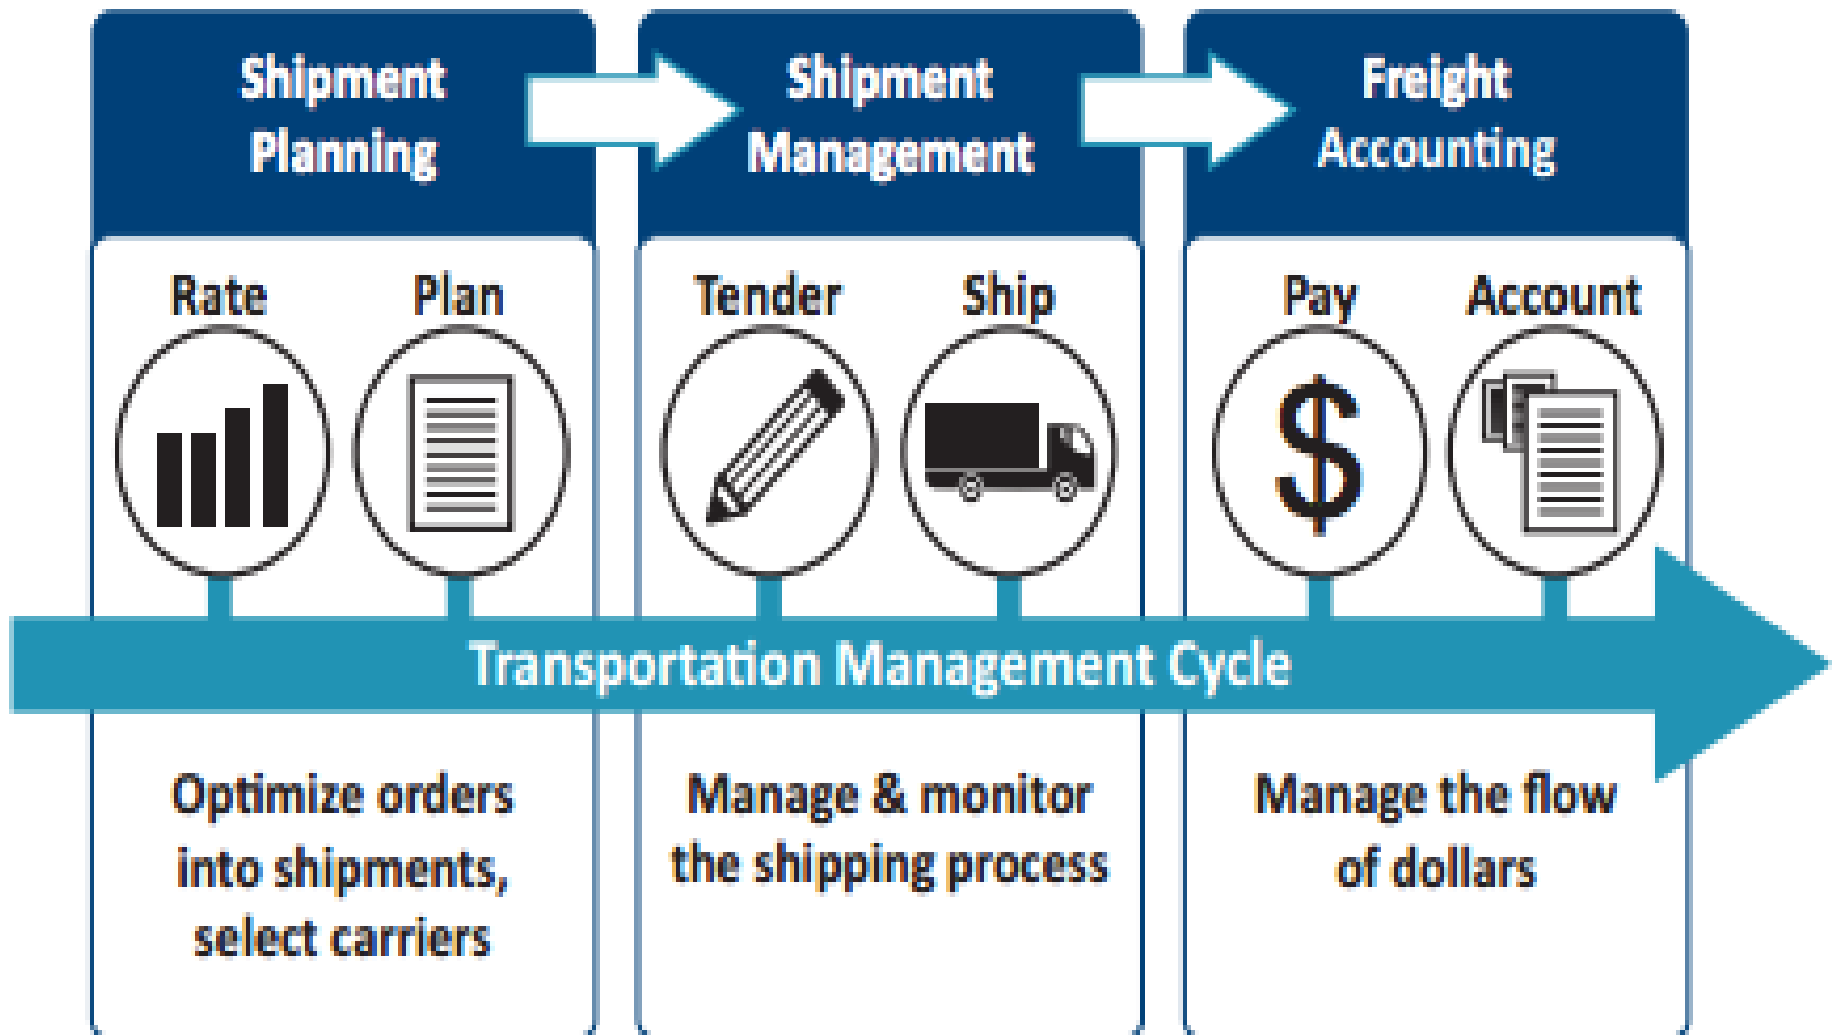 Shipment
Planning
Shipment
Management
Freight
Accounting
Rate
Plan
Tender
Ship
Pay
Account
Transportation Management Cycle
Optimize orders
into shipments,
select carriers
Manage & monitor
the shipping process
Manage the flow
of dollars